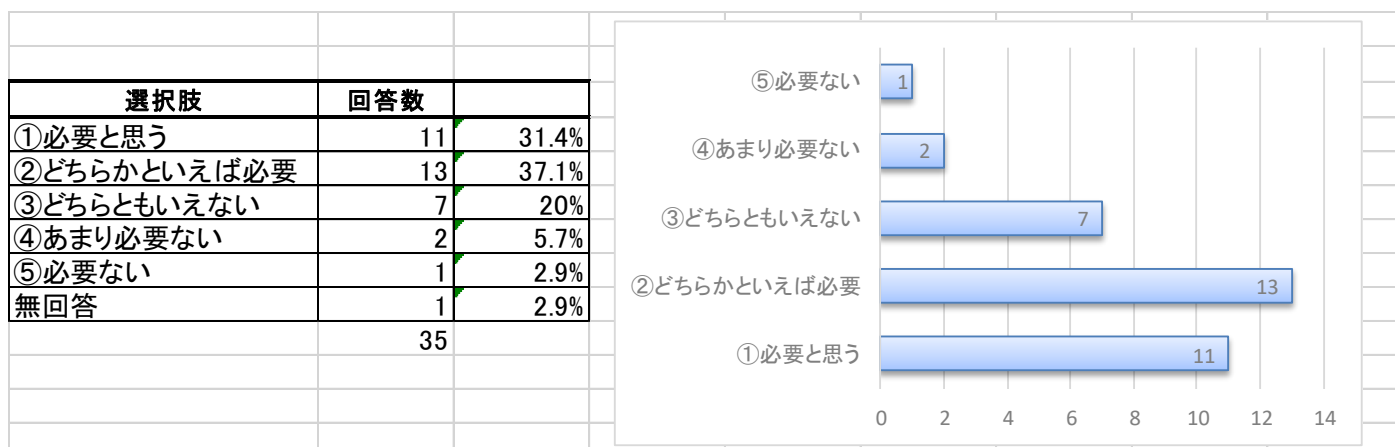 選択肢 回答数
①必要と思う 11 31.4%
②どちらかといえば必要 13 37.1%
③どちらともいえない 7 20%
④あまり必要ない 2 5.7%
⑤必要ない 1 2.9%
無回答 1 2.9%
35
⑤必要ない 1
④あまり必要ない 2
③どちらともいえない 7
②どちらかといえば必要 13
①必要と思う 11
0 2 4 6 8 10 12 14